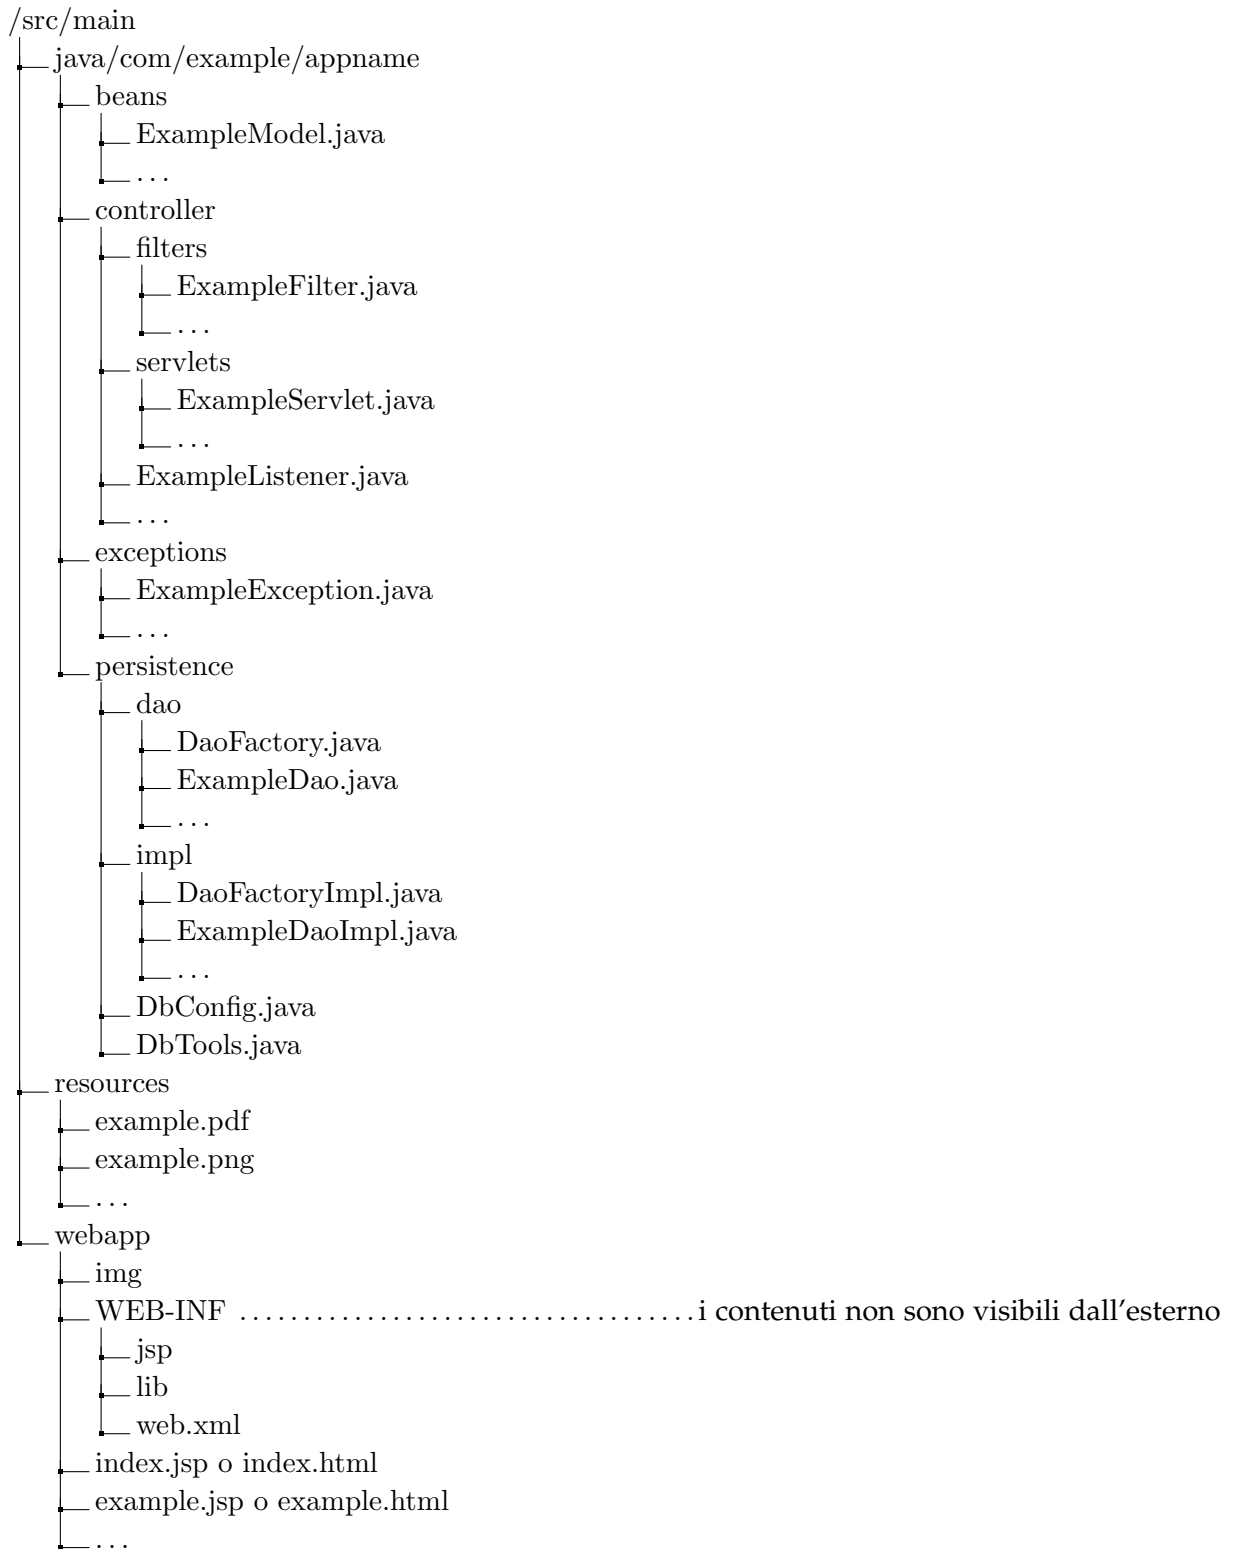 /src/main
java/com/example/appname
beans
ExampleModel.java
...
controller
filters
ExampleFilter.java
...
servlets
ExampleServlet.java
...
ExampleListener.java
...
exceptions
ExampleException.java
...
persistence
dao
DaoFactory.java
ExampleDao.java
...
impl
DaoFactoryImpl.java
ExampleDaoImpl.java
...
DbConfig.java
DbTools.java
resources
example.pdf
example.png
...
webapp
img
WEB-INF ....................................i contenuti non sono visibili dall'esterno
jsp
lib
web.xml
index.jsp o index.html
example.jsp o example.html
...